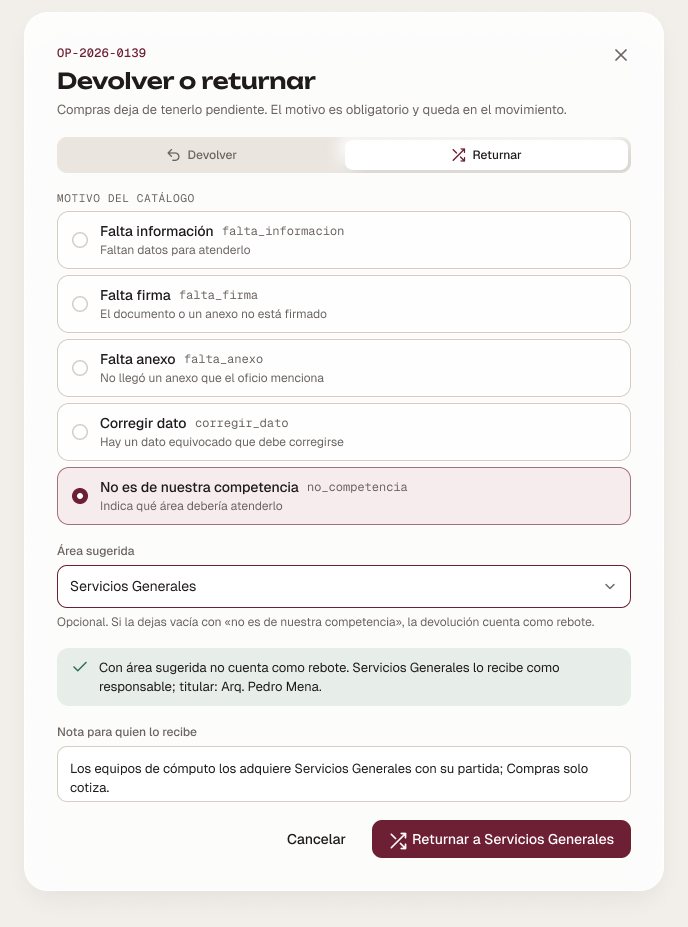 OP-2026-0139
Devolver o returnar
Compras deja de tenerlo pendiente. El motivo es obligatorio y queda en el movimiento.
Devolver
Returnar
MOTIVO DEL CATÁLOGO
Falta información falta_informacion
Faltan datos para atenderlo
Falta firma falta_firma
El documento o un anexo no está firmado
Falta anexo falta_anexo
No llegó un anexo que el oficio menciona
Corregir dato corregir_dato
Hay un dato equivocado que debe corregirse
No es de nuestra competencia no_competencia
Indica qué área debería atenderlo
Área sugerida
Servicios Generales
Opcional. Si la dejas vacía con «no es de nuestra competencia», la devolución cuenta como rebote.
Con área sugerida no cuenta como rebote. Servicios Generales lo recibe como
responsable; titular: Arq. Pedro Mena.
Nota para quien lo recibe
Los equipos de cómputo los adquiere Servicios Generales con su partida; Compras solo
cotiza.
Cancelar
Returnar a Servicios Generales